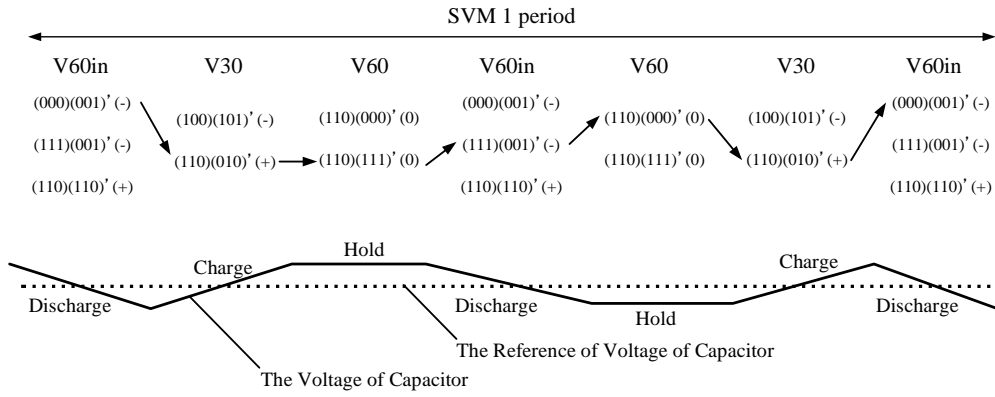 SVM 1 period
V60in V30 V60 V60in V60 V30 V60in
(000)(001)’(-) (100)(101)’(-) (110)(000)’(0) (000)(001)’(-) (110)(000)’(0) (100)(101)’(-) (000)(001)’(-)
(111)(001)’(-) (110)(010)’(+) (110)(111)’(0) (111)(001)’(-) (110)(111)’(0) (110)(010)’(+) (111)(001)’(-)
(110)(110)’(+) (110)(110)’(+) (110)(110)’(+)
Hold
Charge Charge
Discharge Discharge Discharge
Hold
The Reference of Voltage of Capacitor
The Voltage of Capacitor